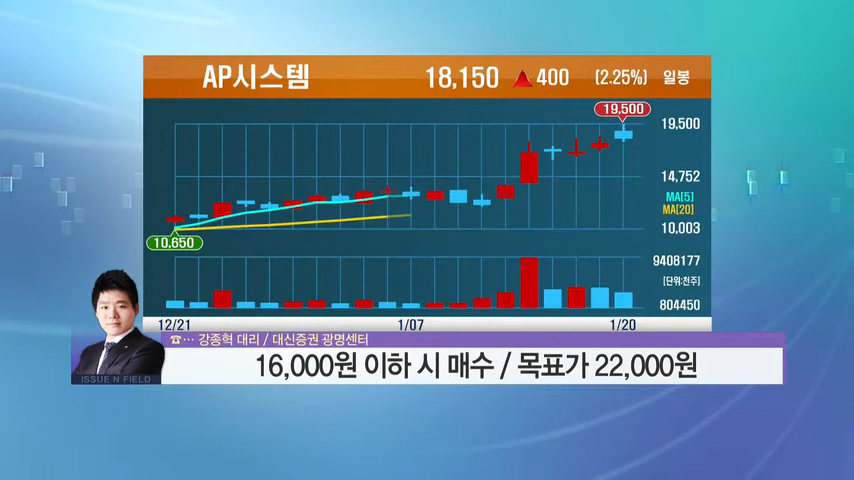 AP시스템 18,150 ▲400 (2.25%) 일봉
19,500
19,500
14,752
MA[5]
MA[20]
10,003
10,650
9408177
[단위:천주]
804450
12/21 1/07 1/20
☎··· 강종혁 대리 / 대신증권 광명센터
16,000원 이하 시 매수 / 목표가 22,000원
ISSUE N FIELD